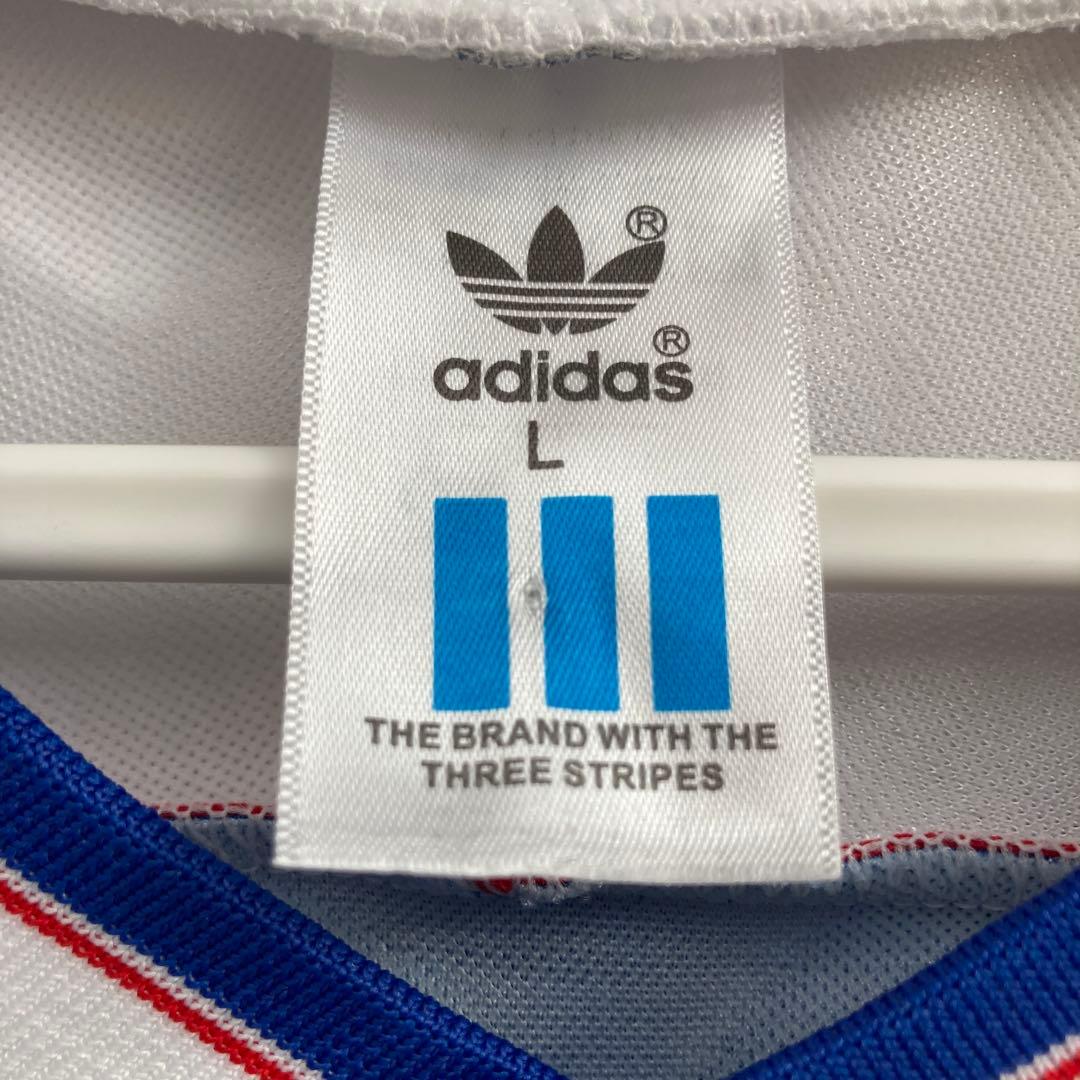 ®
adidas®
L
THE BRAND WITH THE
THREE STRIPES